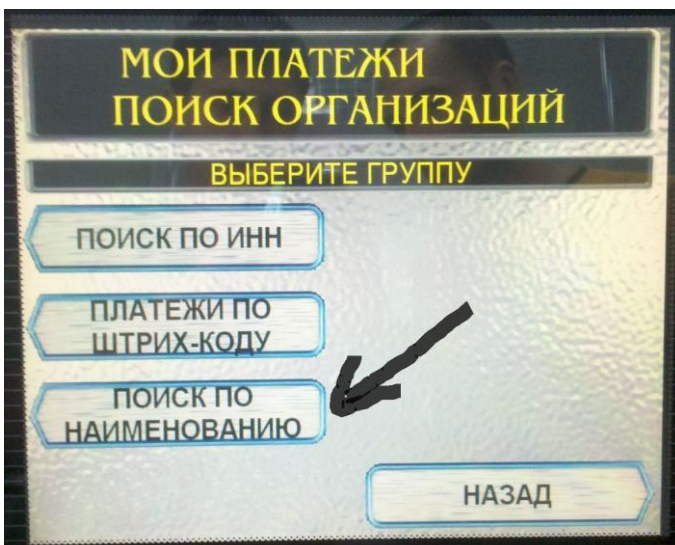 МОИ ПЛАТЕЖИ
ПОИСК ОРГАНИЗАЦИЙ
ВЫБЕРИТЕ ГРУППУ
ПОИСК ПО ИНН
ПЛАТЕЖИ ПО
ШТРИХ-КОДУ
ПОИСК ПО
НАИМЕНОВАНИЮ
НАЗАД